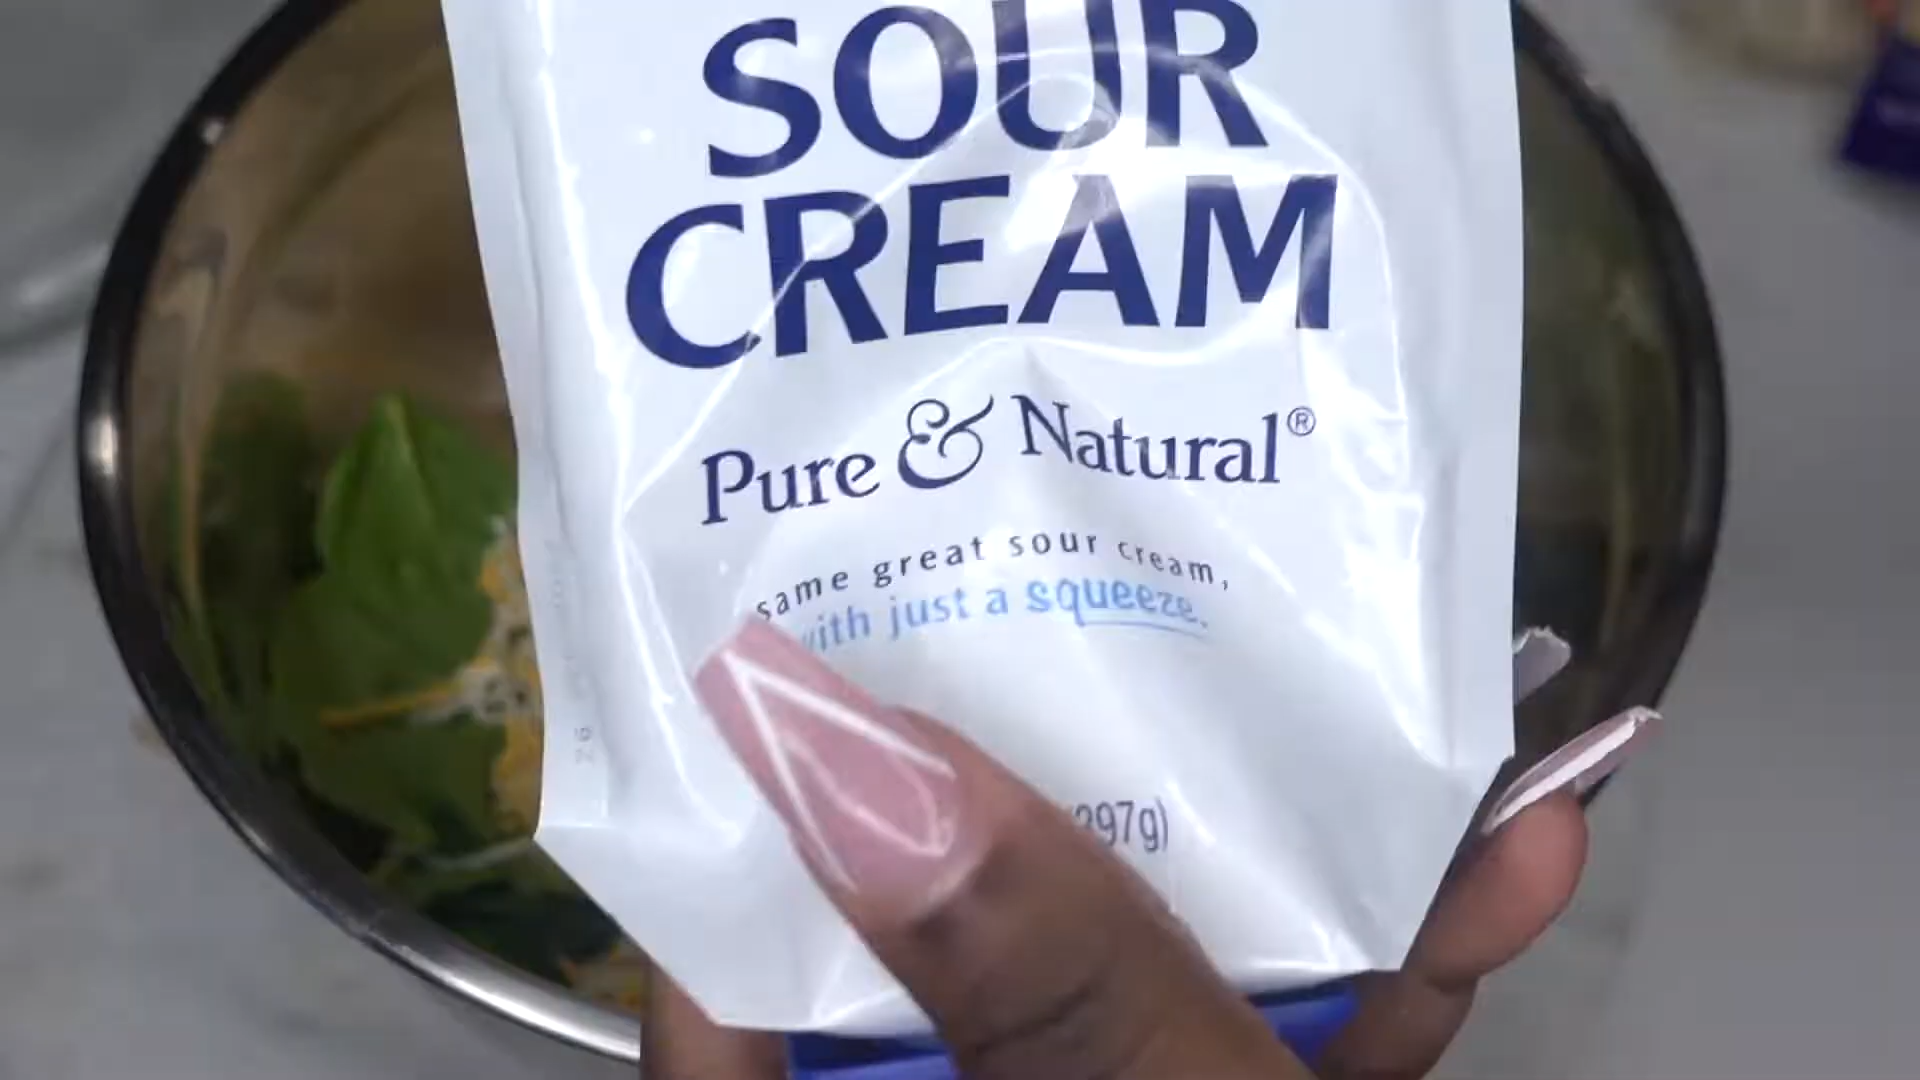 SOUR
CREAM
Pure & Natural®
same great sour cream,
with just a squeeze.
297g)